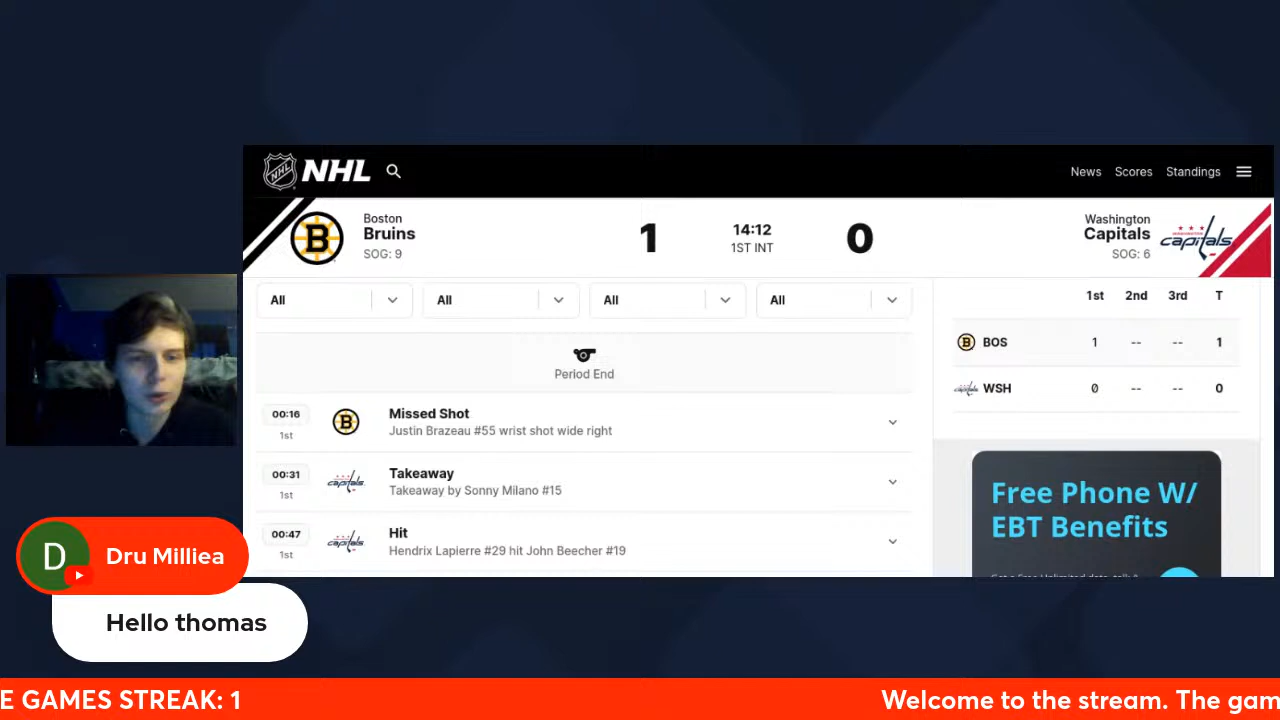 NHL
NHL
News Scores Standings
Boston
Bruins
SOG: 9
1
14:12
1ST INT
0
Washington
Capitals
SOG: 6
capitals
All All All All
Period End
00:16
1st
Missed Shot
Justin Brazeau #55 wrist shot wide right
00:31
1st
capitals
Takeaway
Takeaway by Sonny Milano #15
00:47
1st
capitals
Hit
Hendrix Lapierre #29 hit John Beecher #19
1st 2nd 3rd T
BOS 1 -- -- 1
WSH 0 -- -- 0
Free Phone W/
EBT Benefits
D
Dru Milliea
Hello thomas
E GAMES STREAK: 1
Welcome to the stream. The gam